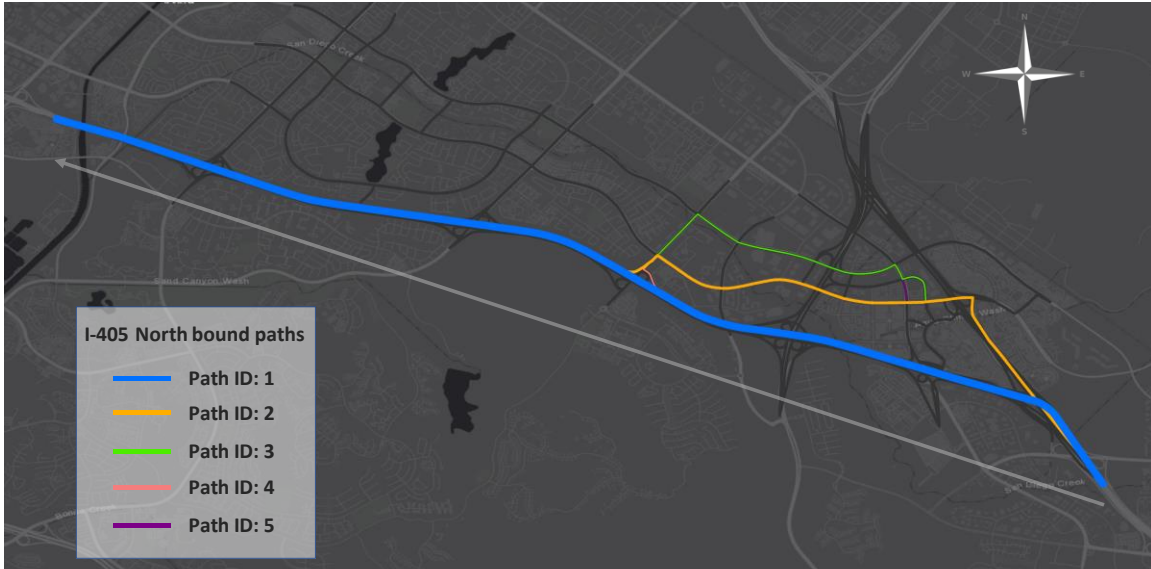 San Diego Creek
N
W
E
S
Sand Canyon Wash
Wash
I-405 North bound paths
Path ID: 1
Path ID: 2
Path ID: 3
Path ID: 4
Path ID: 5
San Diego Creek